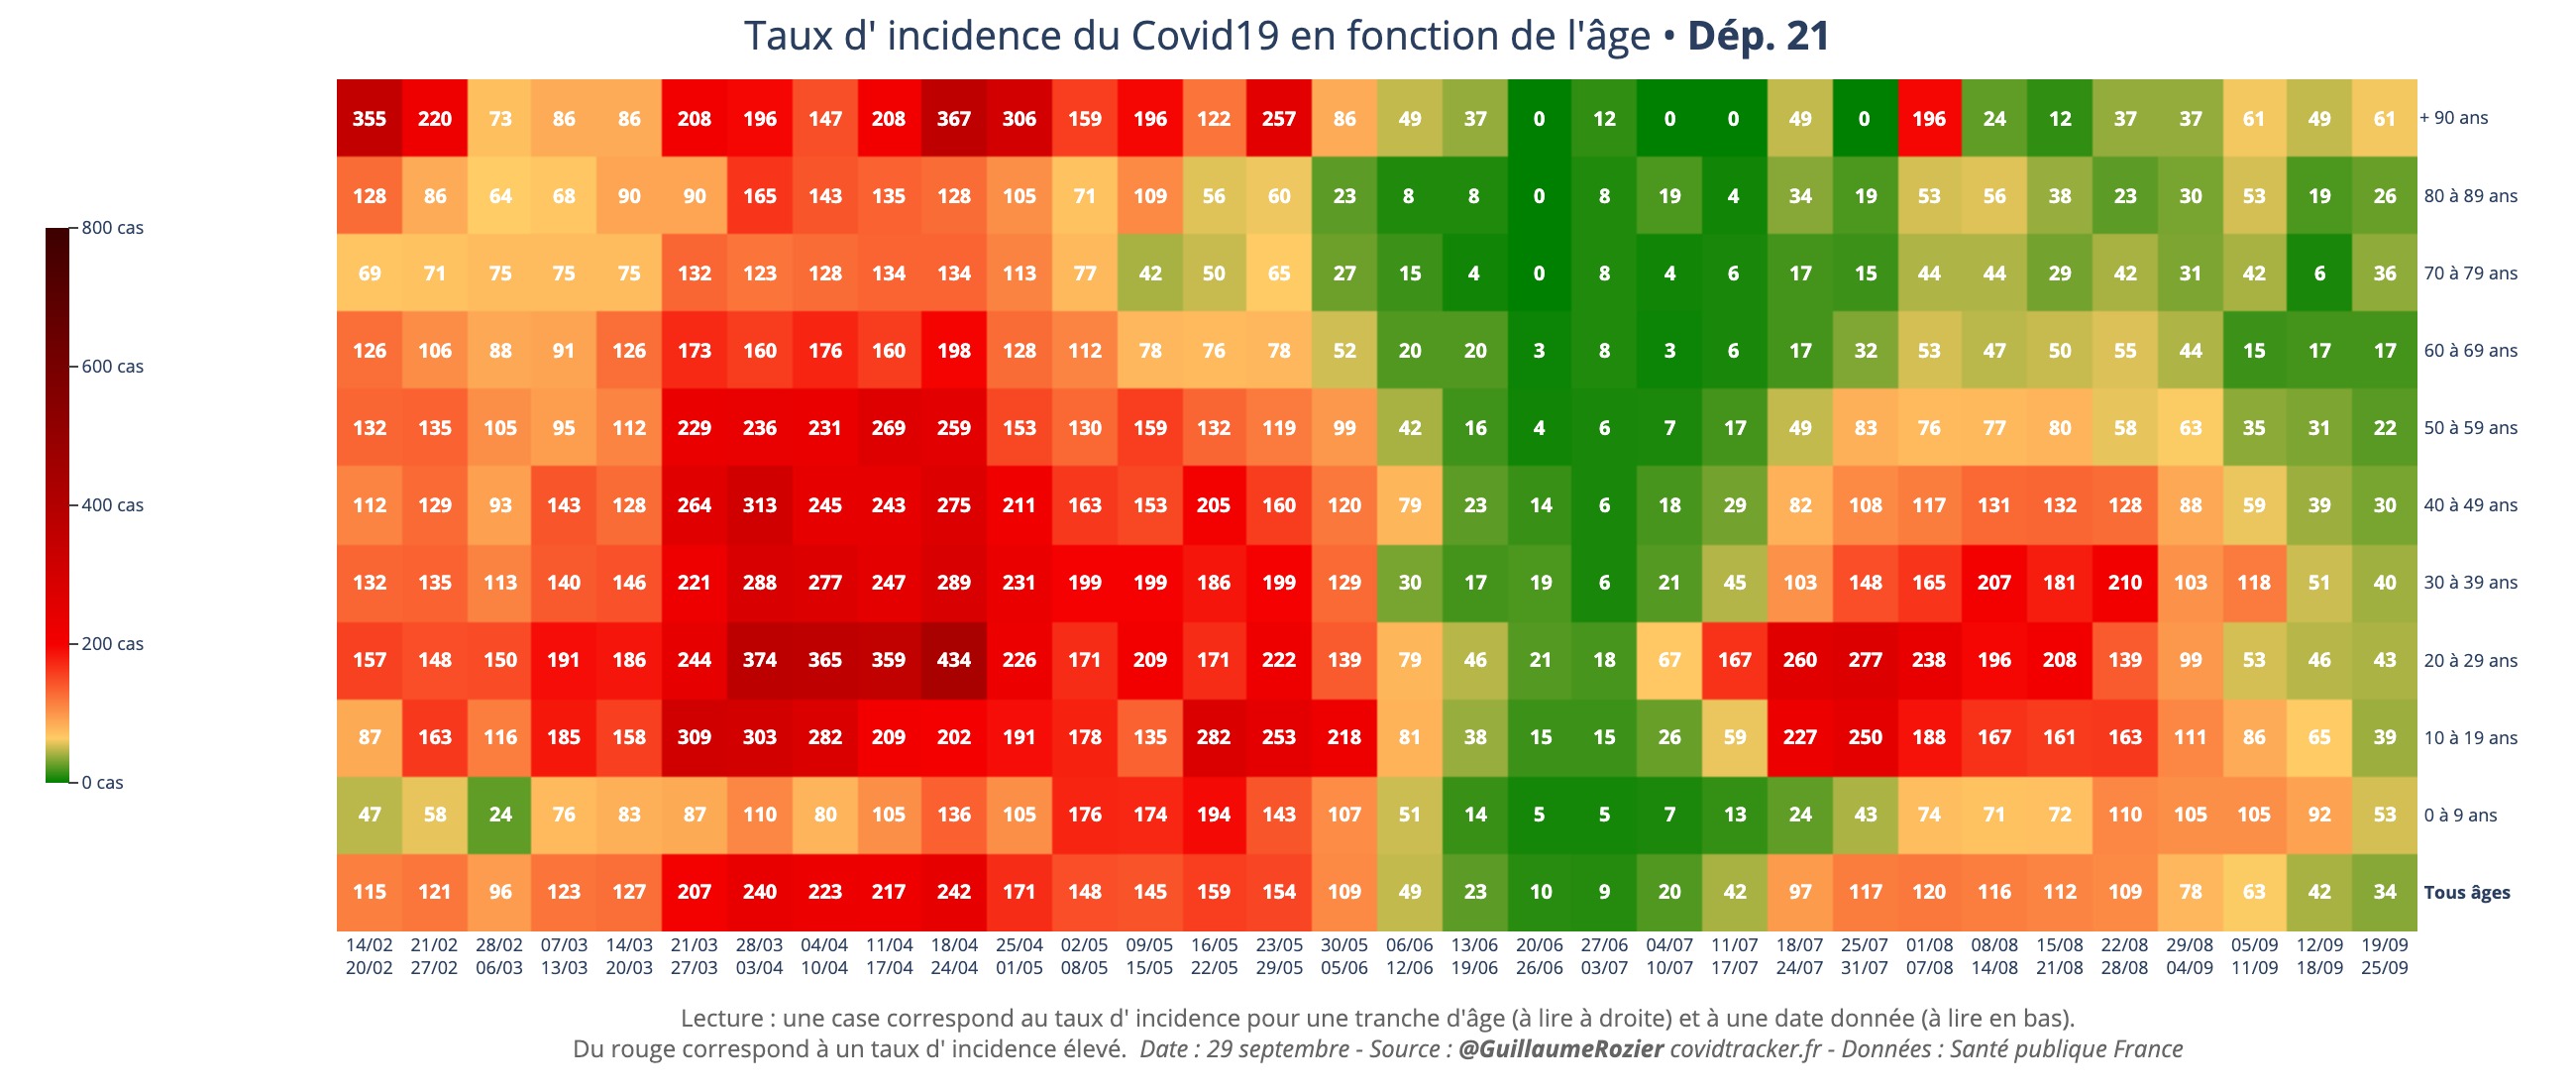 Taux d' incidence du Covid19 en fonction de l'âge • Dép. 21
355 220 73 86 86 208 196 147 208 367 306 159 196 122 257 86 49 37 0 12 0 0 49 0 196 24 12 37 37 61 49 61 + 90 ans
128 86 64 68 90 90 165 143 135 128 105 71 109 56 60 23 8 8 0 8 19 4 34 19 53 56 38 23 30 53 19 26 80 à 89 ans
800 cas
69 71 75 75 75 132 123 128 134 134 113 77 42 50 65 27 15 4 0 8 4 6 17 15 44 44 29 42 31 42 6 36 70 à 79 ans
126 106 88 91 126 173 160 176 160 198 128 112 78 76 78 52 20 20 3 8 3 6 17 32 53 47 50 55 44 15 17 17 60 à 69 ans
600 cas
132 135 105 95 112 229 236 231 269 259 153 130 159 132 119 99 42 16 4 6 7 17 49 83 76 77 80 58 63 35 31 22 50 à 59 ans
400 cas
112 129 93 143 128 264 313 245 243 275 211 163 153 205 160 120 79 23 14 6 18 29 82 108 117 131 132 128 88 59 39 30 40 à 49 ans
132 135 113 140 146 221 288 277 247 289 231 199 199 186 199 129 30 17 19 6 21 45 103 148 165 207 181 210 103 118 51 40 30 à 39 ans
200 cas
157 148 150 191 186 244 374 365 359 434 226 171 209 171 222 139 79 46 21 18 67 167 260 277 238 196 208 139 99 53 46 43 20 à 29 ans
87 163 116 185 158 309 303 282 209 202 191 178 135 282 253 218 81 38 15 15 26 59 227 250 188 167 161 163 111 86 65 39 10 à 19 ans
0 cas
47 58 24 76 83 87 110 80 105 136 105 176 174 194 143 107 51 14 5 5 7 13 24 43 74 71 72 110 105 105 92 53 0 à 9 ans
115 121 96 123 127 207 240 223 217 242 171 148 145 159 154 109 49 23 10 9 20 42 97 117 120 116 112 109 78 63 42 34 Tous âges
14/02 21/02 28/02 07/03 14/03 21/03 28/03 04/04 11/04 18/04 25/04 02/05 09/05 16/05 23/05 30/05 06/06 13/06 20/06 27/06 04/07 11/07 18/07 25/07 01/08 08/08 15/08 22/08 29/08 05/09 12/09 19/09
20/02 27/02 06/03 13/03 20/03 27/03 03/04 10/04 17/04 24/04 01/05 08/05 15/05 22/05 29/05 05/06 12/06 19/06 26/06 03/07 10/07 17/07 24/07 31/07 07/08 14/08 21/08 28/08 04/09 11/09 18/09 25/09
Lecture : une case correspond au taux d' incidence pour une tranche d'âge (à lire à droite) et à une date donnée (à lire en bas).
Du rouge correspond à un taux d' incidence élevé. Date : 29 septembre - Source : @GuillaumeRozier covidtracker.fr - Données : Santé publique France